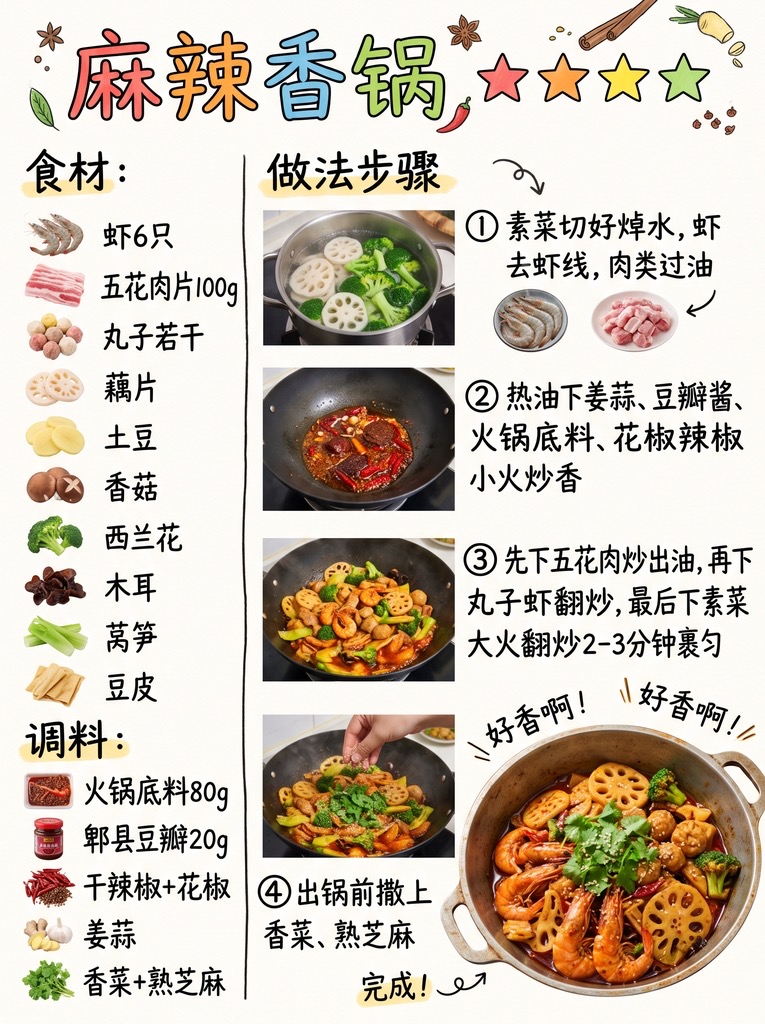 麻辣香锅
食材：
虾6只
五花肉片100g
丸子若干
藕片
土豆
香菇
西兰花
木耳
莴笋
豆皮
调料：
火锅底料80g
郫县豆瓣20g
干辣椒+花椒
姜蒜
香菜+熟芝麻
做法步骤
①素菜切好焯水，虾
去虾线，肉类过油
②热油下姜蒜、豆瓣酱、
火锅底料、花椒辣椒
小火炒香
③先下五花肉炒出油，再下
丸子虾翻炒，最后下素菜
大火翻炒2-3分钟裹匀
④出锅前撒上
香菜、熟芝麻
好香啊！
好香啊！
完成！